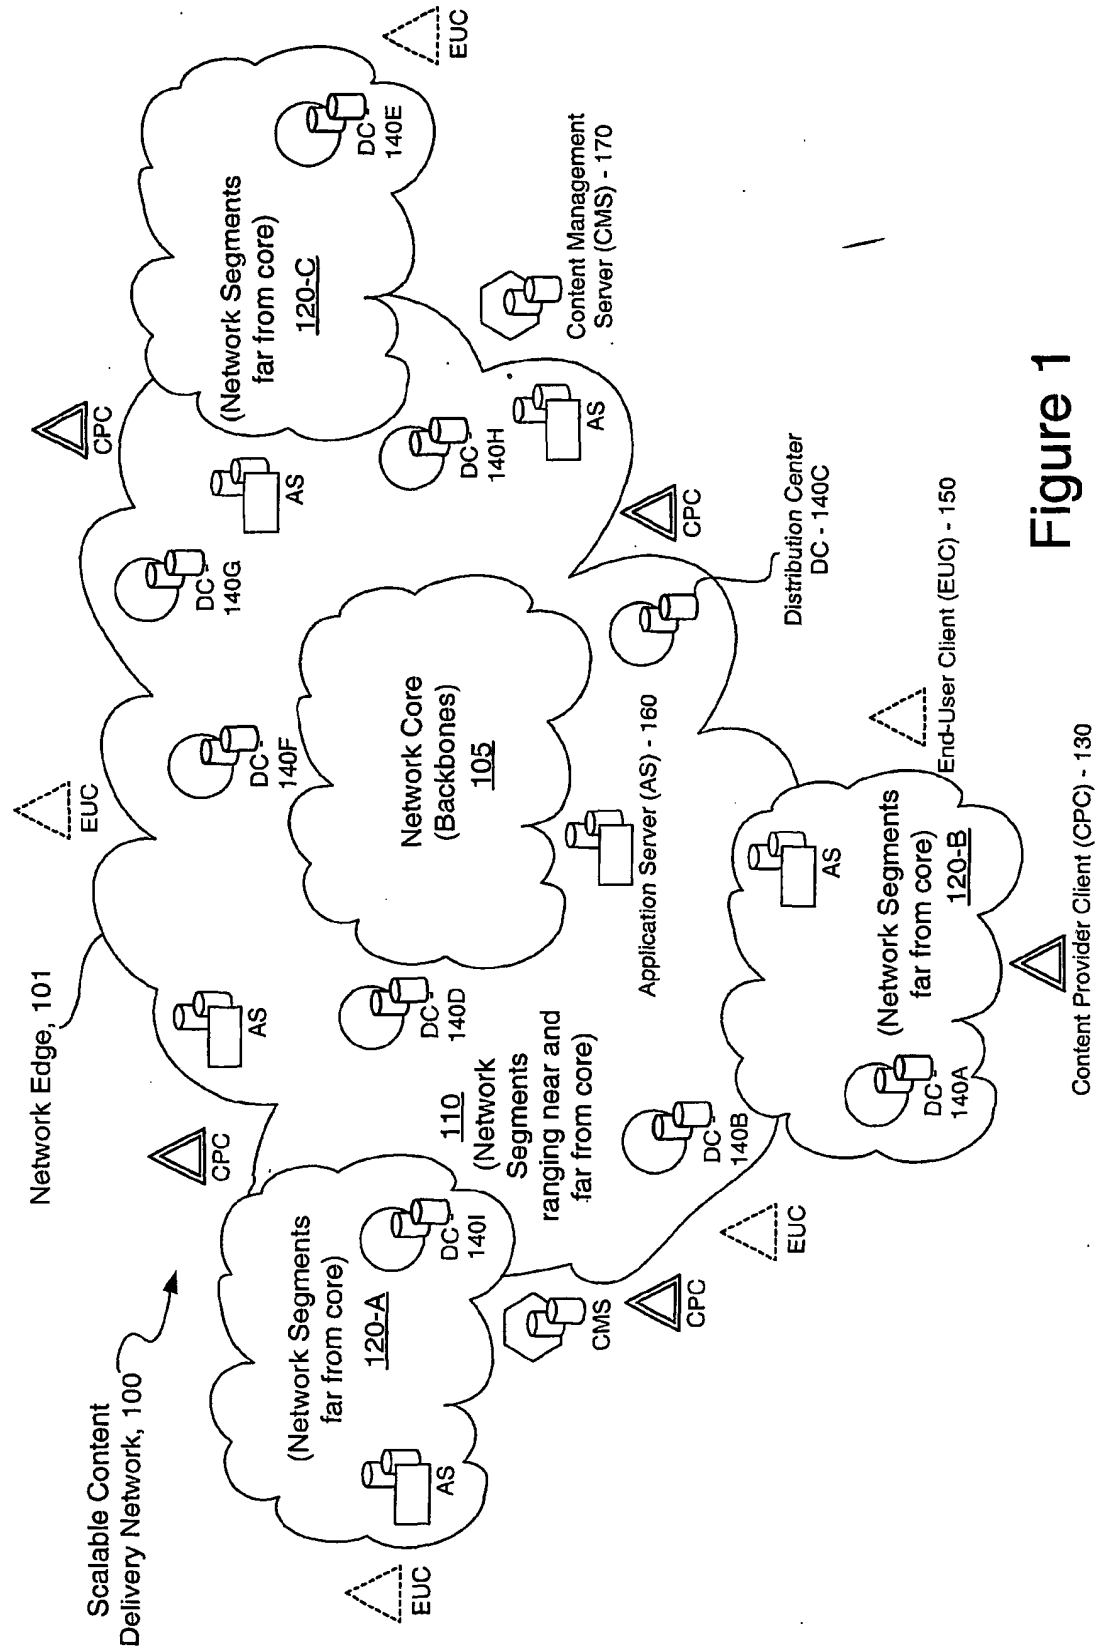 Scalable Content
Delivery Network, 100
Network Edge, 101
EUC
CPC
EUC
CPC
AS
DC-
140G
AS
(Network Segments
far from core)
120-C
DC-
140F
(Network Segments
far from core)
120-A
DC-
140E
DC-
140D
Network Core
(Backbones)
105
DC-
140I
AS
EUC
110
(Network
Segments
ranging near and
far from core)
DC-
140H
AS
EUC
CMS
CPC
Content Management
Server (CMS) - 170
Application Server (AS) - 160
CPC
DC-
140B
EUC
AS
Distribution Center
DC - 140C
(Network Segments
far from core)
120-B
DC-
140A
End-User Client (EUC) - 150
Content Provider Client (CPC) - 130
Figure 1